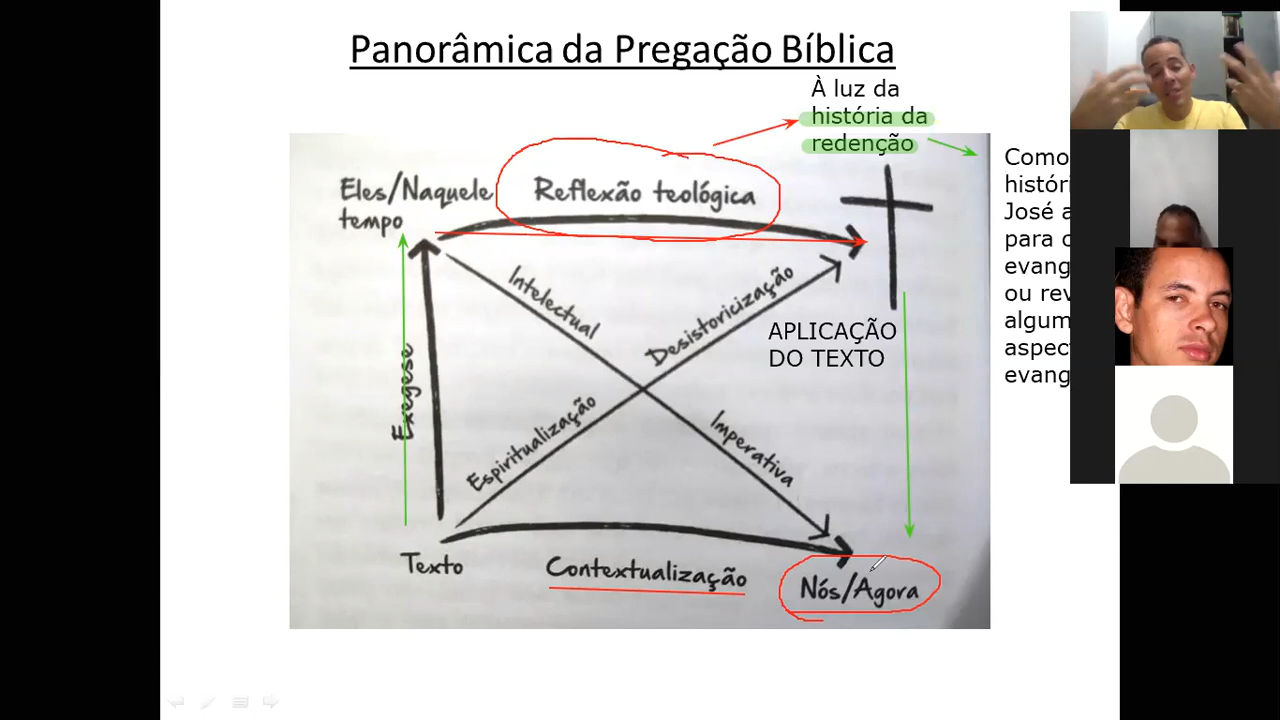 Panorâmica da Pregação Bíblica
À luz da
história da
redenção
Como
José a
para
evang
ou rev
algum
aspec
evang
Eles/Naquele
tempo
Reflexão teológica
Intelectual
Desistoricização
APLICAÇÃO
DO TEXTO
Exegese
Espiritualização
Imperativa
Texto
Contextualização
Nós/Agora